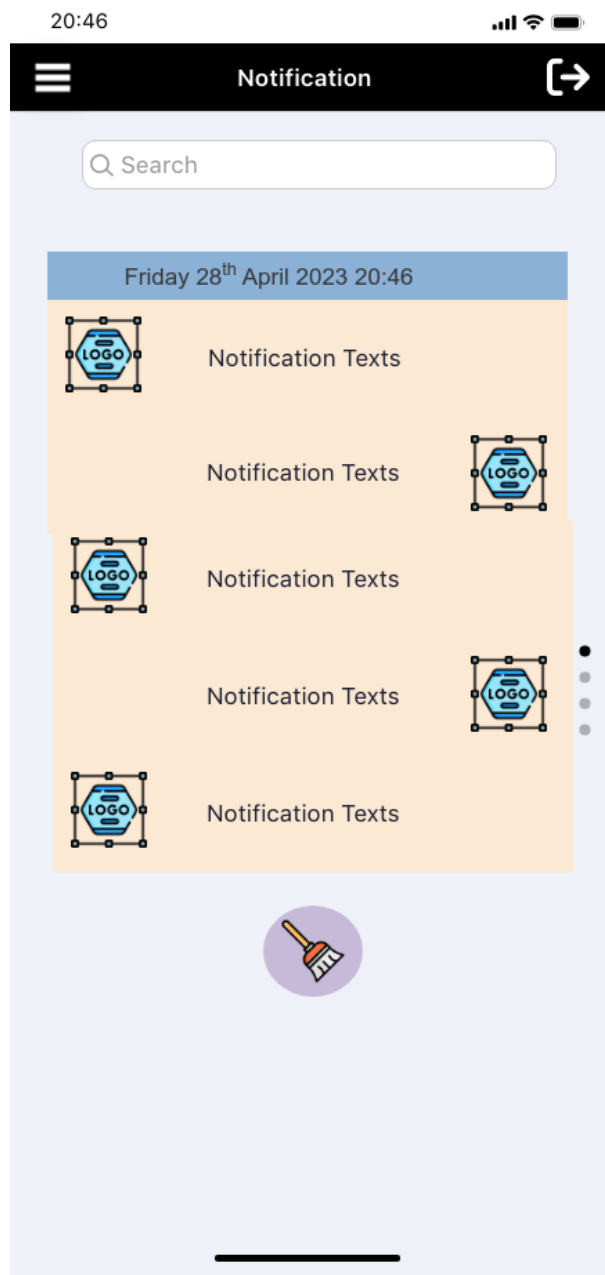 20:46
Notification
Search
Friday 28th April 2023 20:46
LOGO
Notification Texts
Notification Texts
LOGO
LOGO
Notification Texts
Notification Texts
LOGO
LOGO
Notification Texts